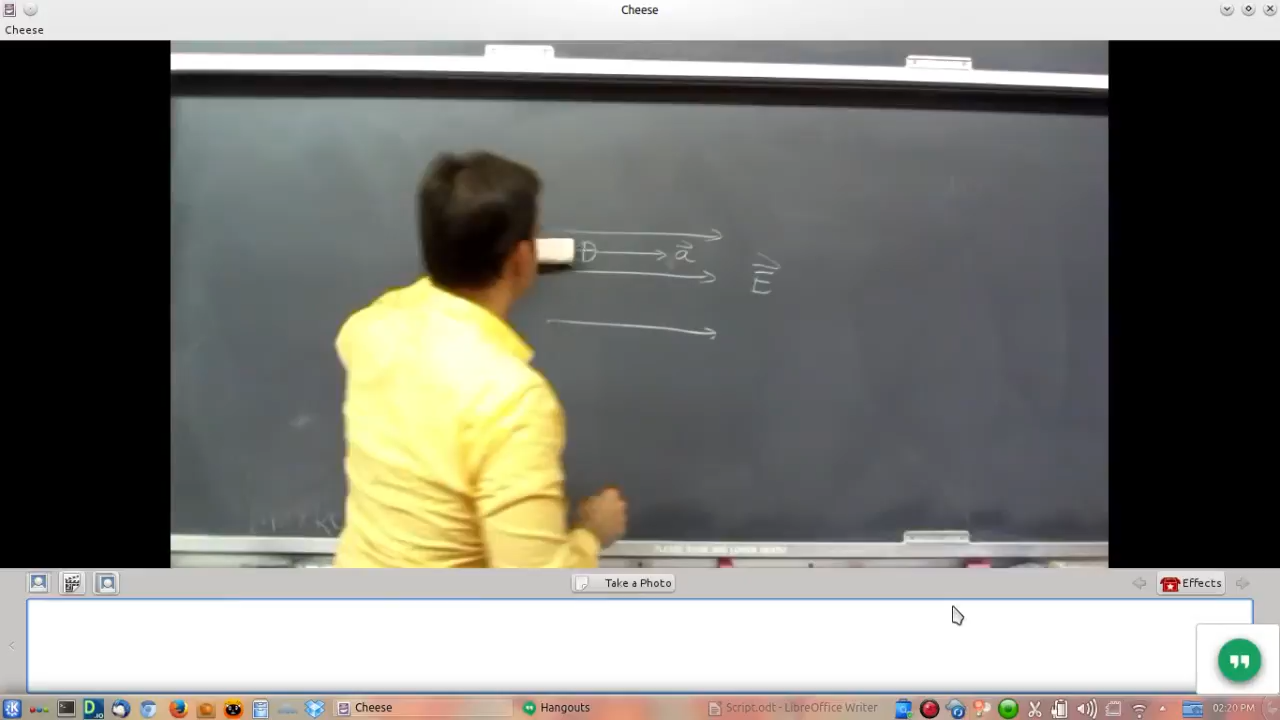 Cheese
Cheese
a
E
Take a Photo
Effects
Cheese
Hangouts
Script.odt - LibreOffice Writer
02:20 PM